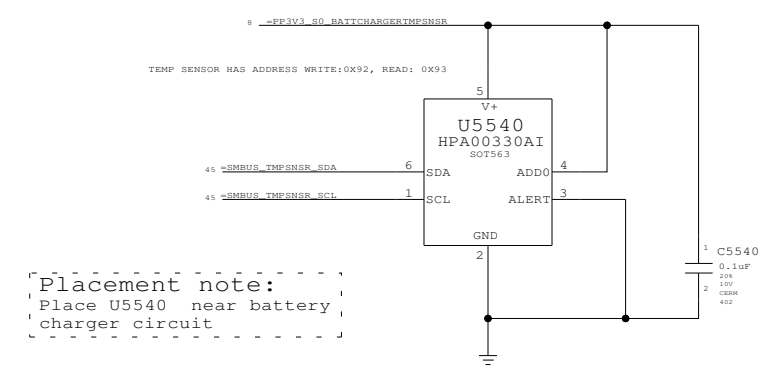 8 =PP3V3_S0_BATTCHARGERTMPSNSR
TEMP SENSOR HAS ADDRESS WRITE:0X92, READ: 0X93
5
V+
U5540
HPA00330AI
SOT563
45 =SMBUS_TMPSNSR_SDA 6 SDA ADD0 4
45 =SMBUS_TMPSNSR_SCL 1 SCL ALERT 3
GND
2
1 C5540
0.1uF
20%
10V
2 CERM
402
Placement note:
Place U5540 near battery
charger circuit